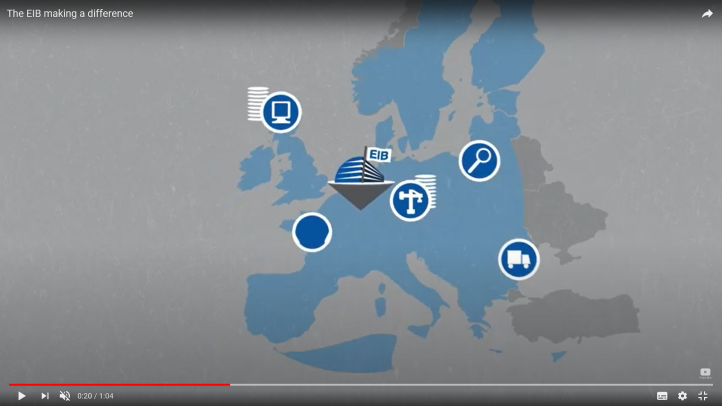 The EIB making a difference
EIB
0:20 / 1:04